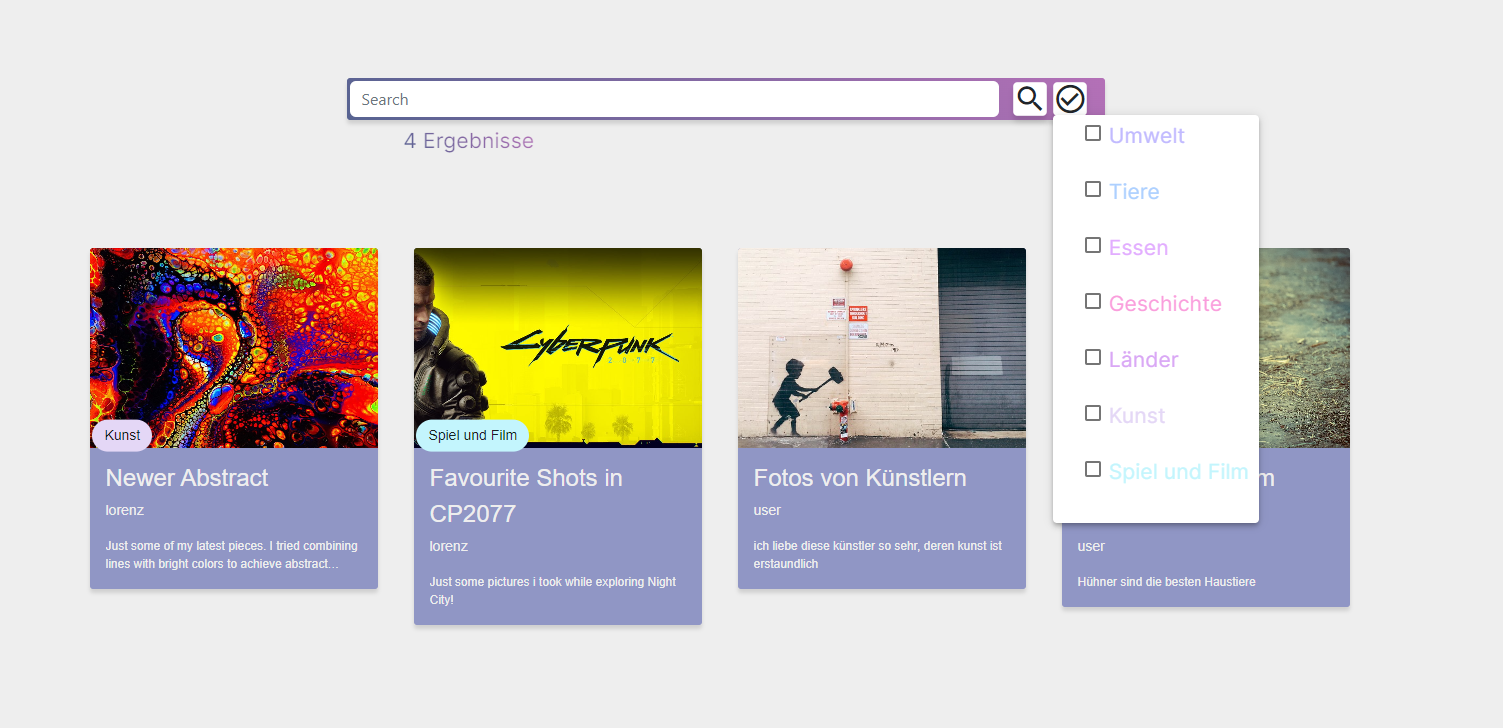 Search
4 Ergebnisse
Umwelt
Tiere
Essen
Geschichte
Länder
Kunst
Spiel und Film
Cyberpunk
2077
Kunst
Newer Abstract
lorenz
Just some of my latest pieces. I tried combining
lines with bright colors to achieve abstract...
Spiel und Film
Favourite Shots in
CP2077
lorenz
Just some pictures i took while exploring Night
City!
Fotos von Künstlern
user
ich liebe diese künstler so sehr, deren kunst ist
erstaundlich
m
user
Hühner sind die besten Haustiere